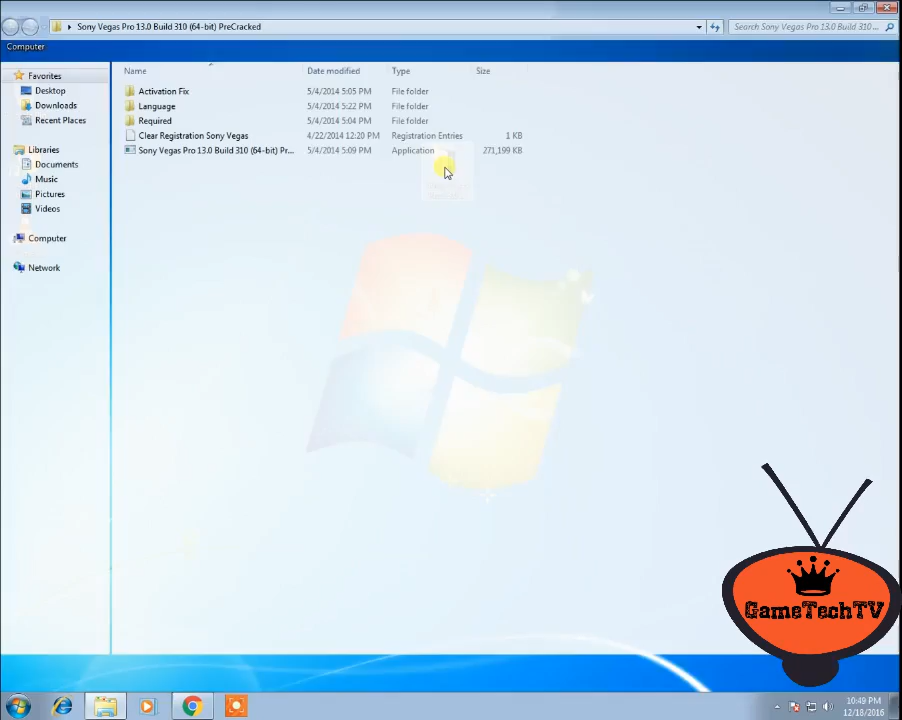 Sony Vegas Pro 13.0 Build 310 (64-bit) PreCracked
Search Sony Vegas Pro 13.0 Build 310 ...
Computer
Name Date modified Type Size
Favorites
Desktop
Downloads
Recent Places
Libraries
Documents
Music
Pictures
Videos
Computer
Network
Activation Fix 5/4/2014 5:05 PM File folder
Language 5/4/2014 5:22 PM File folder
Required 5/4/2014 5:04 PM File folder
Clear Registration Sony Vegas 4/22/2014 12:20 PM Registration Entries 1 KB
Sony Vegas Pro 13.0 Build 310 (64-bit) Pr... 5/4/2014 5:09 PM Application 271,199 KB
GameTechTV
10:49 PM
12/18/2016